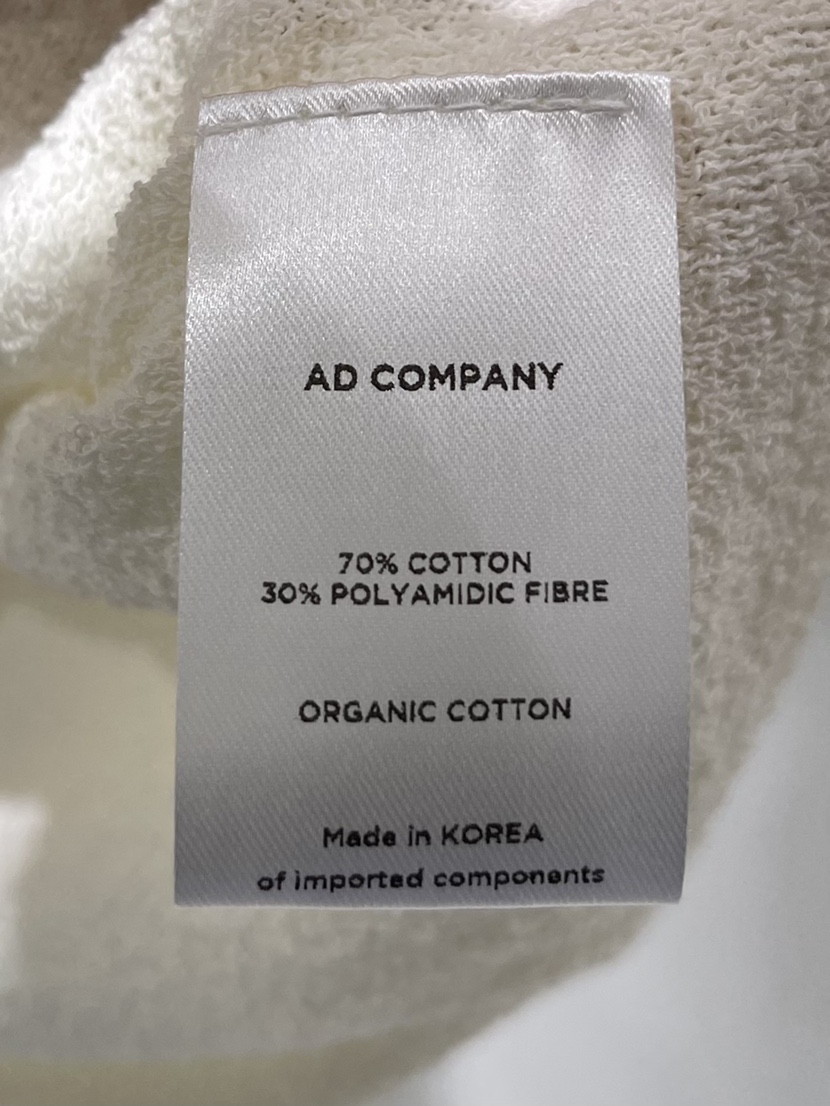 AD COMPANY
70% COTTON
30% POLYAMIDIC FIBRE
ORGANIC COTTON
Made in KOREA
of imported components